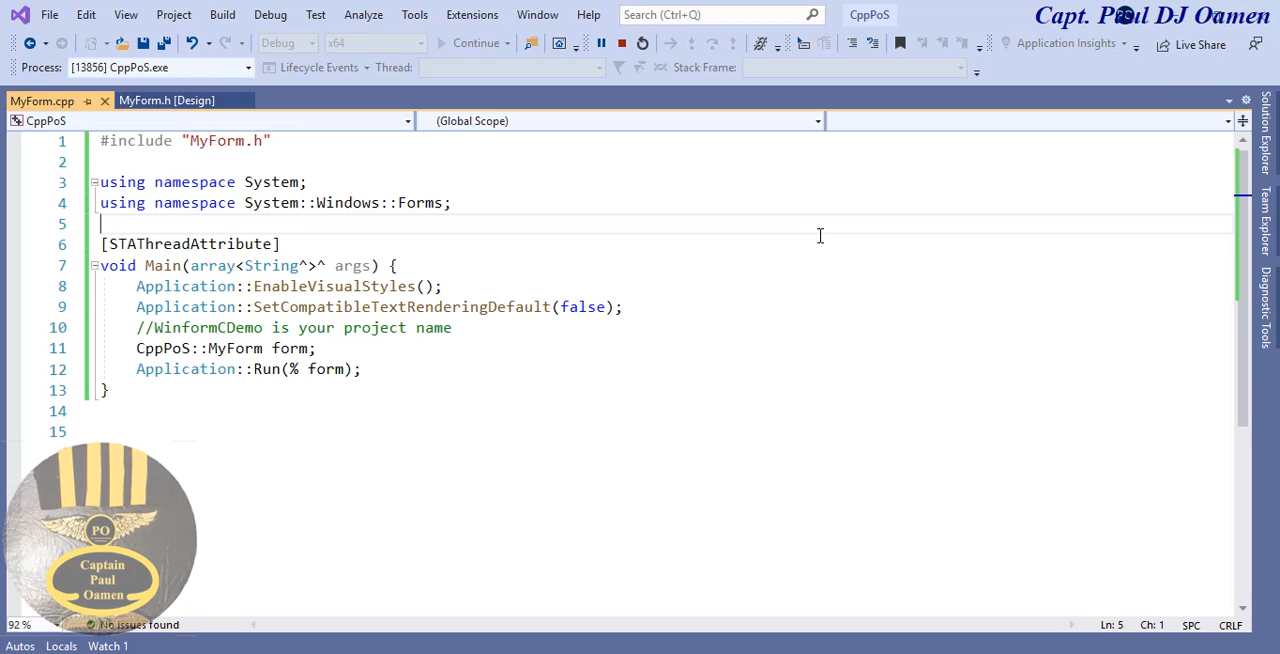 File Edit View Project Build Debug Test Analyze Tools Extensions Window Help Search (Ctrl+Q) CppPoS
Capt. Paul DJ Oamen
Debug x64 Continue Application Insights Live Share
Process: [13856] CppPoS.exe Lifecycle Events Thread: Stack Frame:
MyForm.cpp MyForm.h [Design]
CppPoS (Global Scope)
1 #include "MyForm.h"
2
3 using namespace System;
4 using namespace System::Windows::Forms;
5
6 [STAThreadAttribute]
7 void Main(array<String^>^ args) {
8 Application::EnableVisualStyles();
9 Application::SetCompatibleTextRenderingDefault(false);
10 //WinformCDemo is your project name
11 CppPoS::MyForm form;
12 Application::Run(% form);
13 }
14
15
Solution Explorer
Team Explorer
Diagnostic Tools
PO
Captain
Paul
Oamen
92 % No issues found Ln: 5 Ch: 1 SPC CRLF
Autos Locals Watch 1